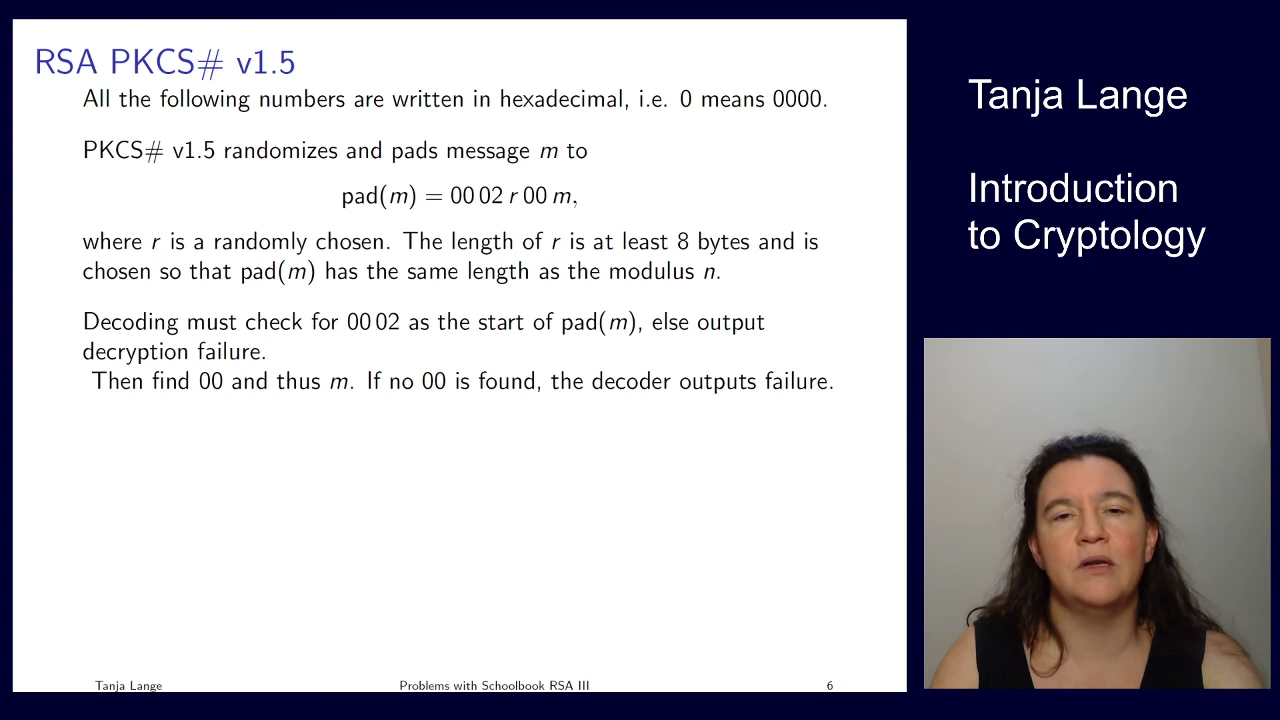 RSA PKCS# v1.5
All the following numbers are written in hexadecimal, i.e. 0 means 0000.
PKCS# v1.5 randomizes and pads message m to
pad(m) = 00 02 r 00 m,
where r is a randomly chosen. The length of r is at least 8 bytes and is
chosen so that pad(m) has the same length as the modulus n.
Decoding must check for 00 02 as the start of pad(m), else output
decryption failure.
Then find 00 and thus m. If no 00 is found, the decoder outputs failure.
Tanja Lange
Problems with Schoolbook RSA III
6
Tanja Lange
Introduction
to Cryptology